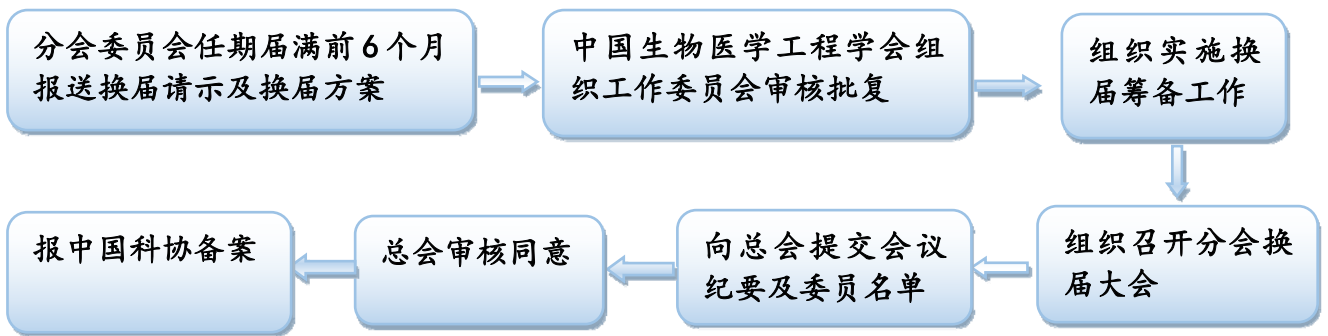 分会委员会任期届满前6个月
报送换届请示及换届方案
中国生物医学工程学会组
织工作委员会审核批复
组织实施换
届筹备工作
组织召开分会换
届大会
向总会提交会议
纪要及委员名单
总会审核同意
报中国科协备案